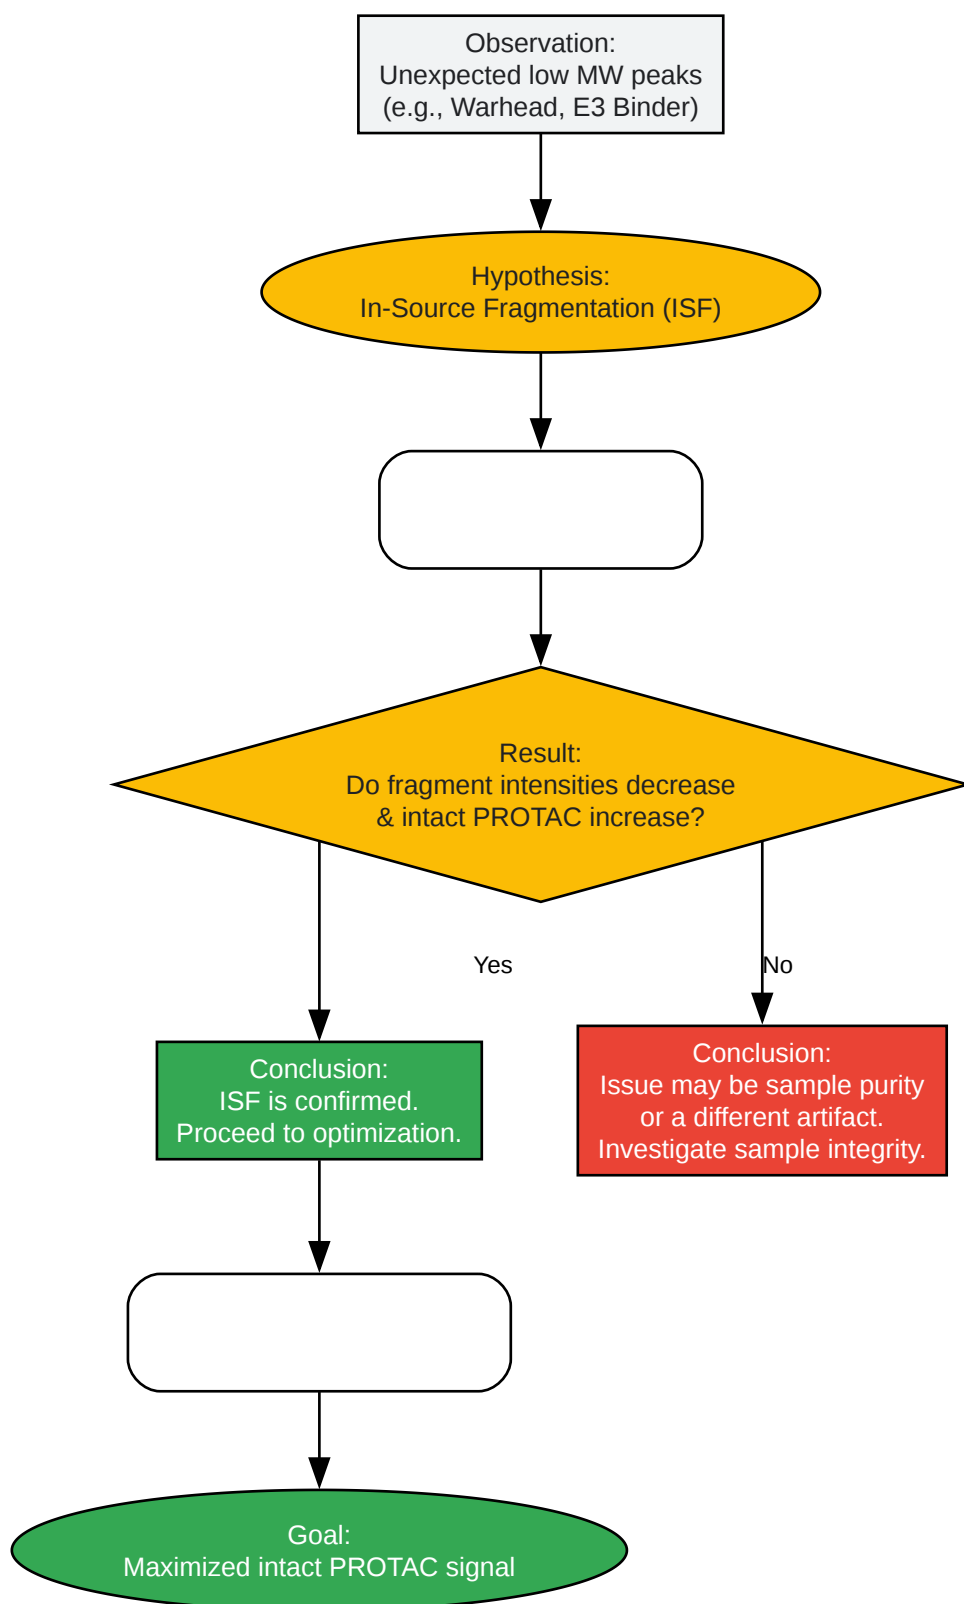 Observation:
Unexpected low MW peaks
(e.g., Warhead, E3 Binder)
Hypothesis:
In-Source Fragmentation (ISF)
Result:
Do fragment intensities decrease
& intact PROTAC increase?
Yes
No
Conclusion:
ISF is confirmed.
Proceed to optimization.
Conclusion:
Issue may be sample purity
or a different artifact.
Investigate sample integrity.
Goal:
Maximized intact PROTAC signal